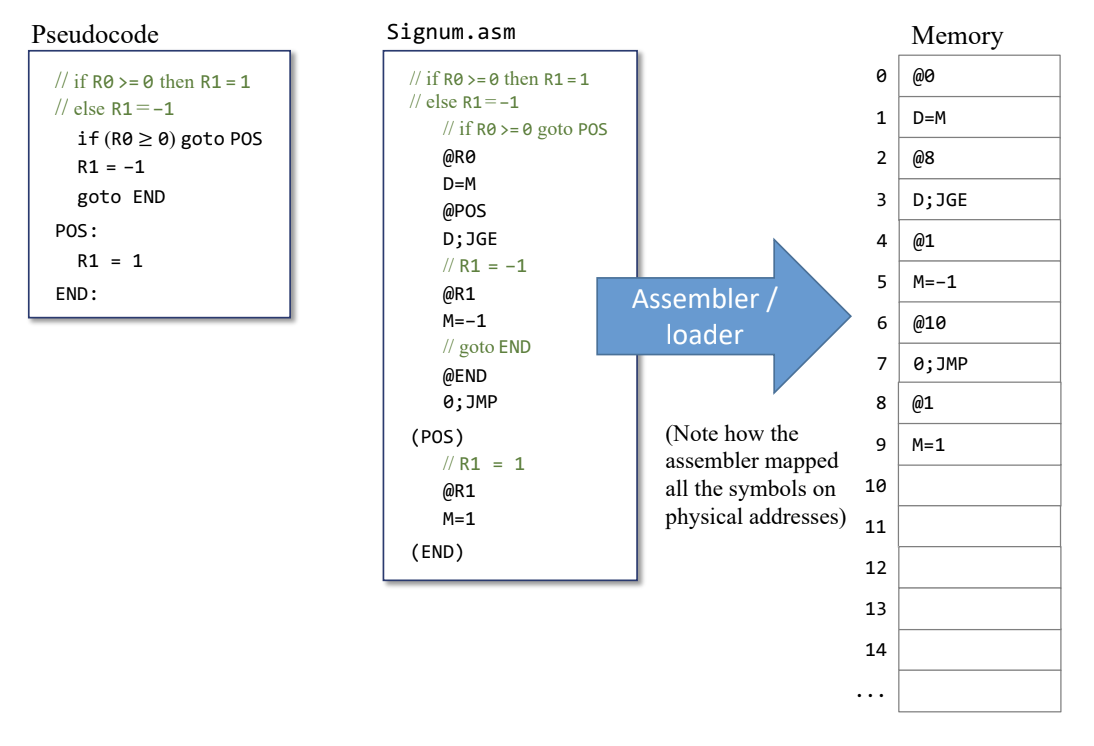 Pseudocode
// if R0 >= 0 then R1 = 1
// else R1 = –1
if (R0 ≥ 0) goto POS
R1 = –1
goto END
POS:
R1 = 1
END:
Signum.asm
// if R0 >= 0 then R1 = 1
// else R1 = –1
// if R0 >= 0 goto POS
@R0
D=M
@POS
D;JGE
// R1 = –1
@R1
M=–1
// goto END
@END
0;JMP
(POS)
// R1 = 1
@R1
M=1
(END)
Assembler /
loader
(Note how the
assembler mapped
all the symbols on
physical addresses)
Memory
0 @0
1 D=M
2 @8
3 D;JGE
4 @1
5 M=–1
6 @10
7 0;JMP
8 @1
9 M=1
10
11
12
13
14
...